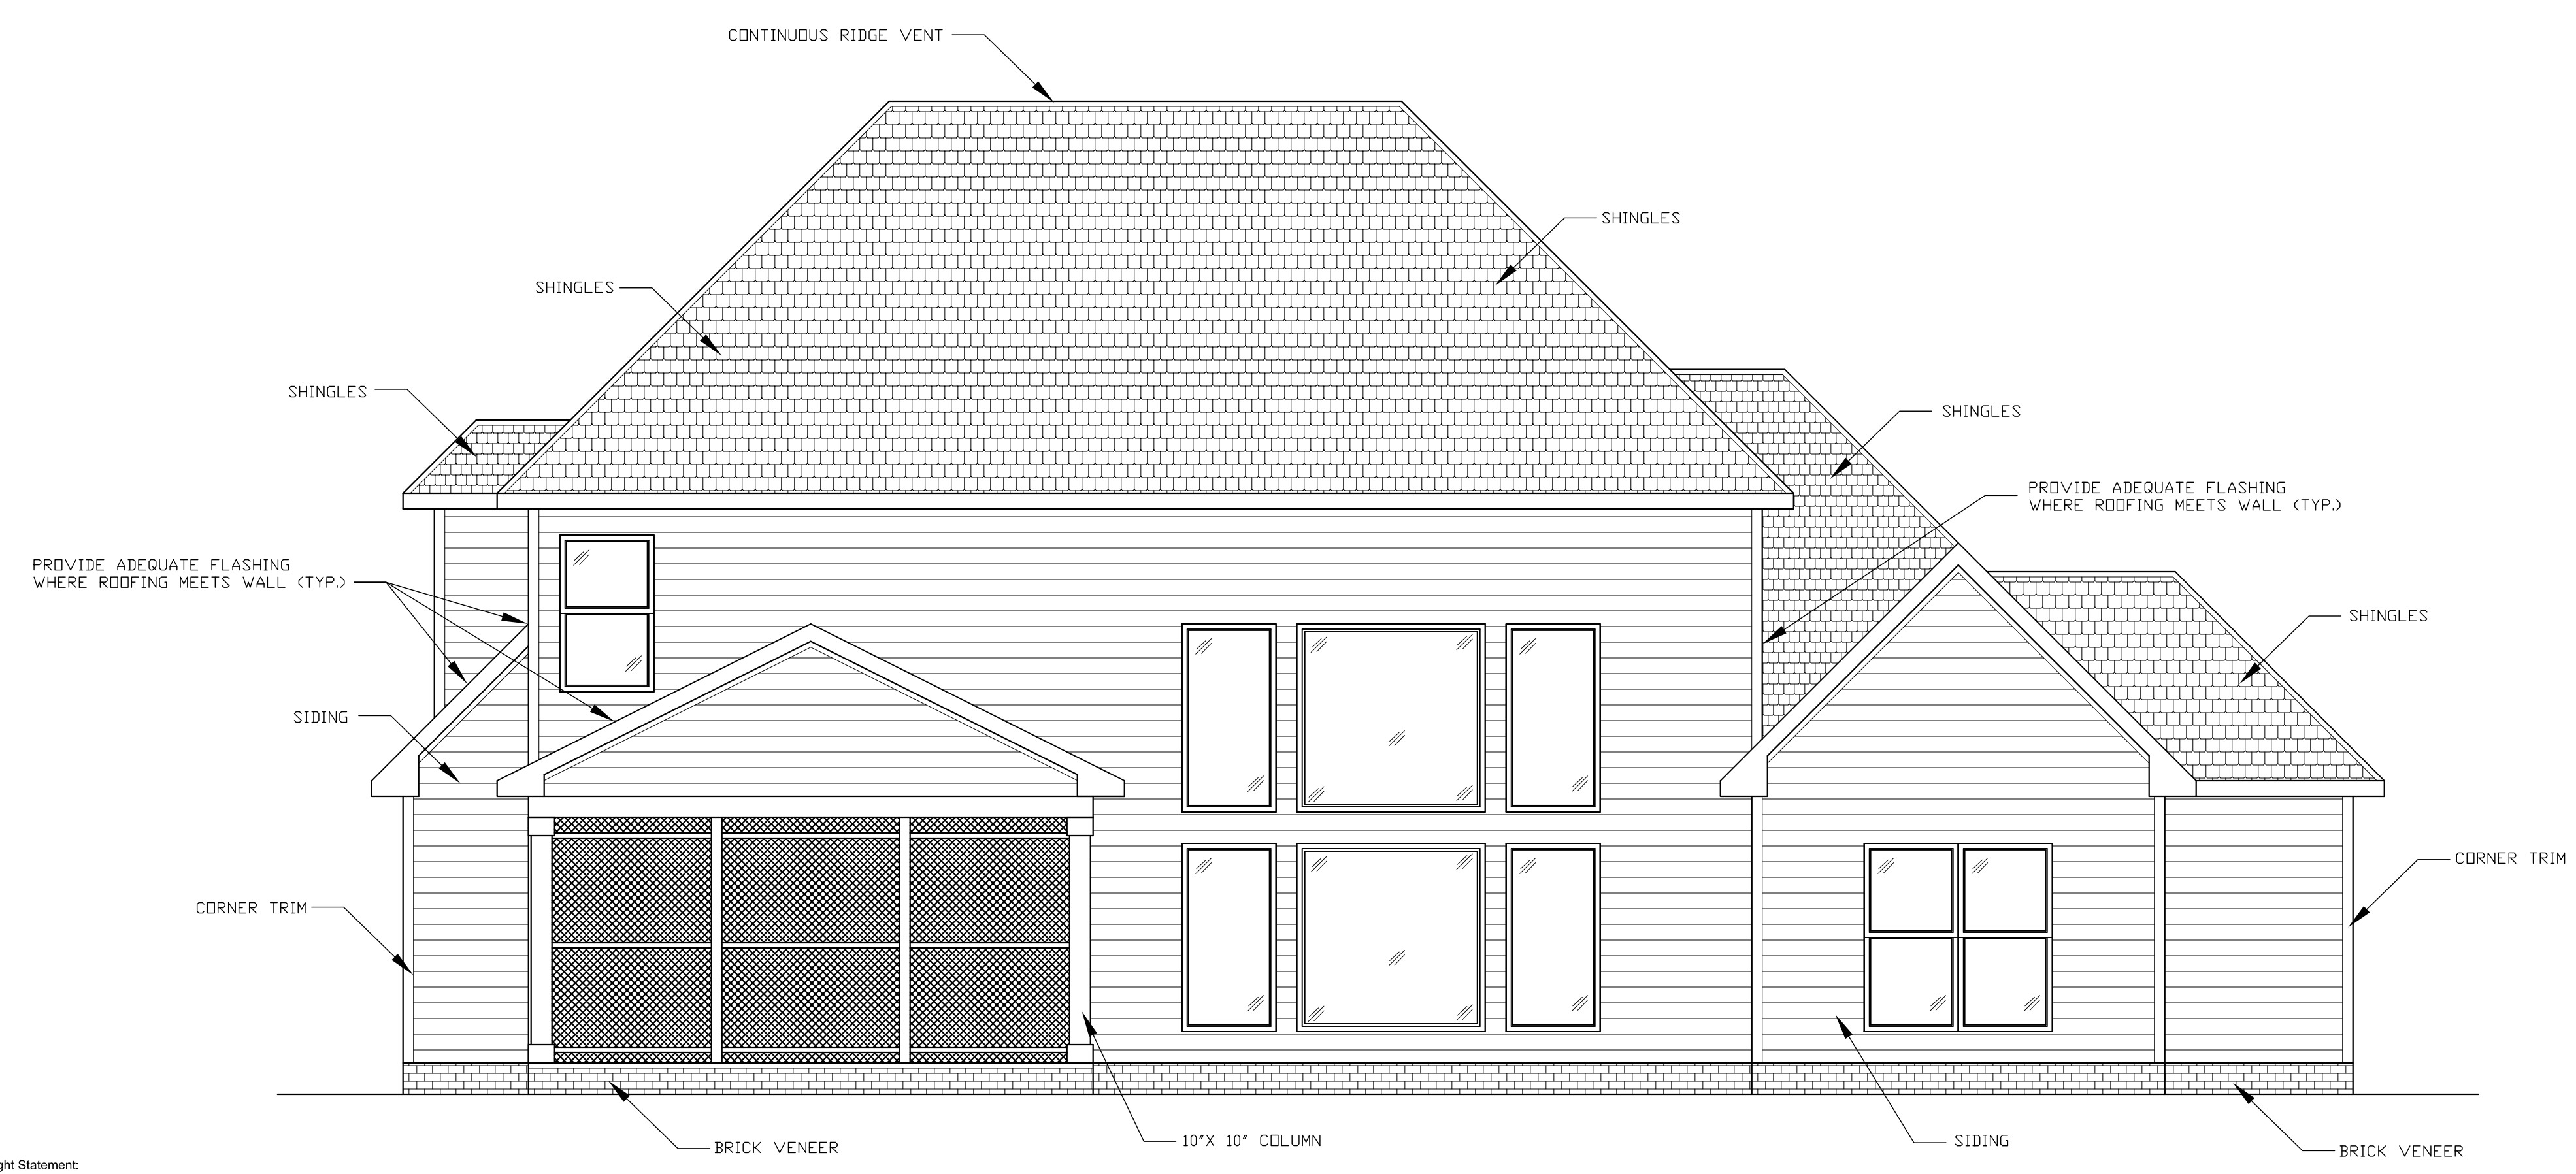 CONTINUOUS RIDGE VENT
SHINGLES
SHINGLES
SHINGLES
SHINGLES
PROVIDE ADEQUATE FLASHING
WHERE ROOFING MEETS WALL (TYP.)
PROVIDE ADEQUATE FLASHING
WHERE ROOFING MEETS WALL (TYP.)
SHINGLES
SIDING
CORNER TRIM
CORNER TRIM
BRICK VENEER
10"X 10" COLUMN
SIDING
BRICK VENEER
ght Statement: